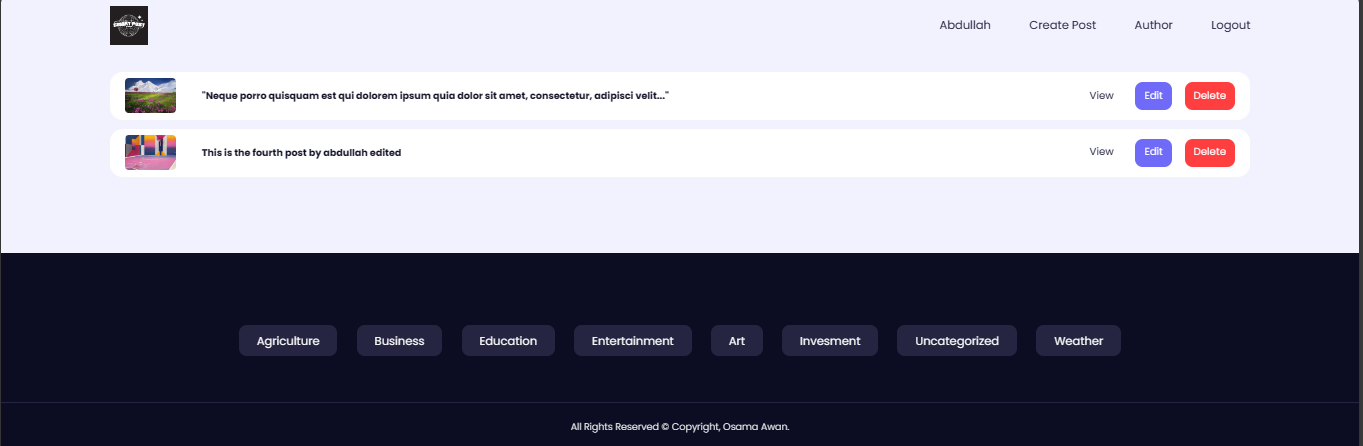 SMART POST
Abdullah Create Post Author Logout
"Neque porro quisquam est qui dolorem ipsum quia dolor sit amet, consectetur, adipisci velit..." View Edit Delete
This is the fourth post by abdullah edited View Edit Delete
Agriculture Business Education Entertainment Art Invesment Uncategorized Weather
All Rights Reserved © Copyright, Osama Awan.